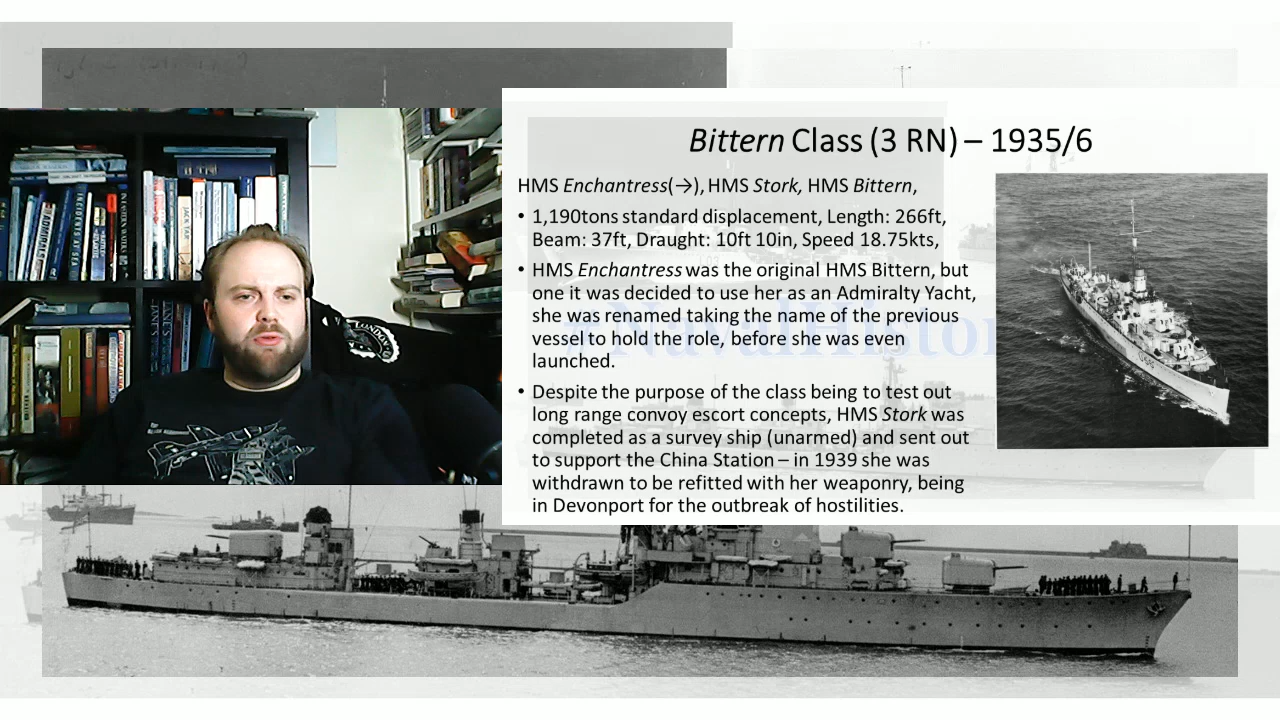 Bittern Class (3 RN) – 1935/6
HMS Enchantress(→), HMS Stork, HMS Bittern,
• 1,190tons standard displacement, Length: 266ft,
Beam: 37ft, Draught: 10ft 10in, Speed 18.75kts,
• HMS Enchantress was the original HMS Bittern, but
one it was decided to use her as an Admiralty Yacht,
she was renamed taking the name of the previous
vessel to hold the role, before she was even
launched.
• Despite the purpose of the class being to test out
long range convoy escort concepts, HMS Stork was
completed as a survey ship (unarmed) and sent out
to support the China Station – in 1939 she was
withdrawn to be refitted with her weaponry, being
in Devonport for the outbreak of hostilities.
INCIDENTS AT SEA
JACK TAR
LONDON